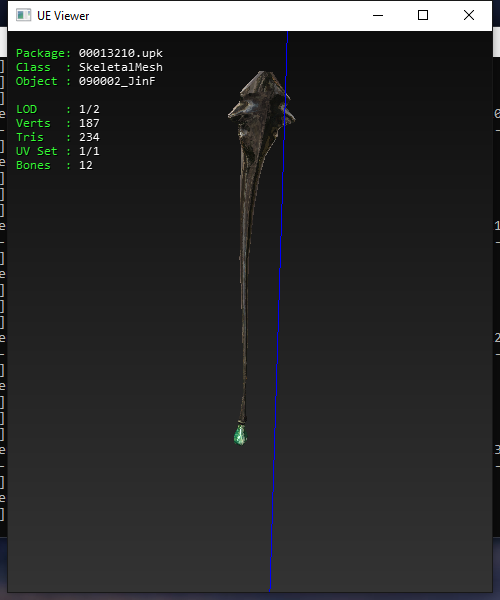 UE Viewer
Package: 00013210.upk
Class  : SkeletalMesh
Object : 090002_JinF
LOD    : 1/2
Verts  : 187
Tris   : 234
UV Set : 1/1
Bones  : 12